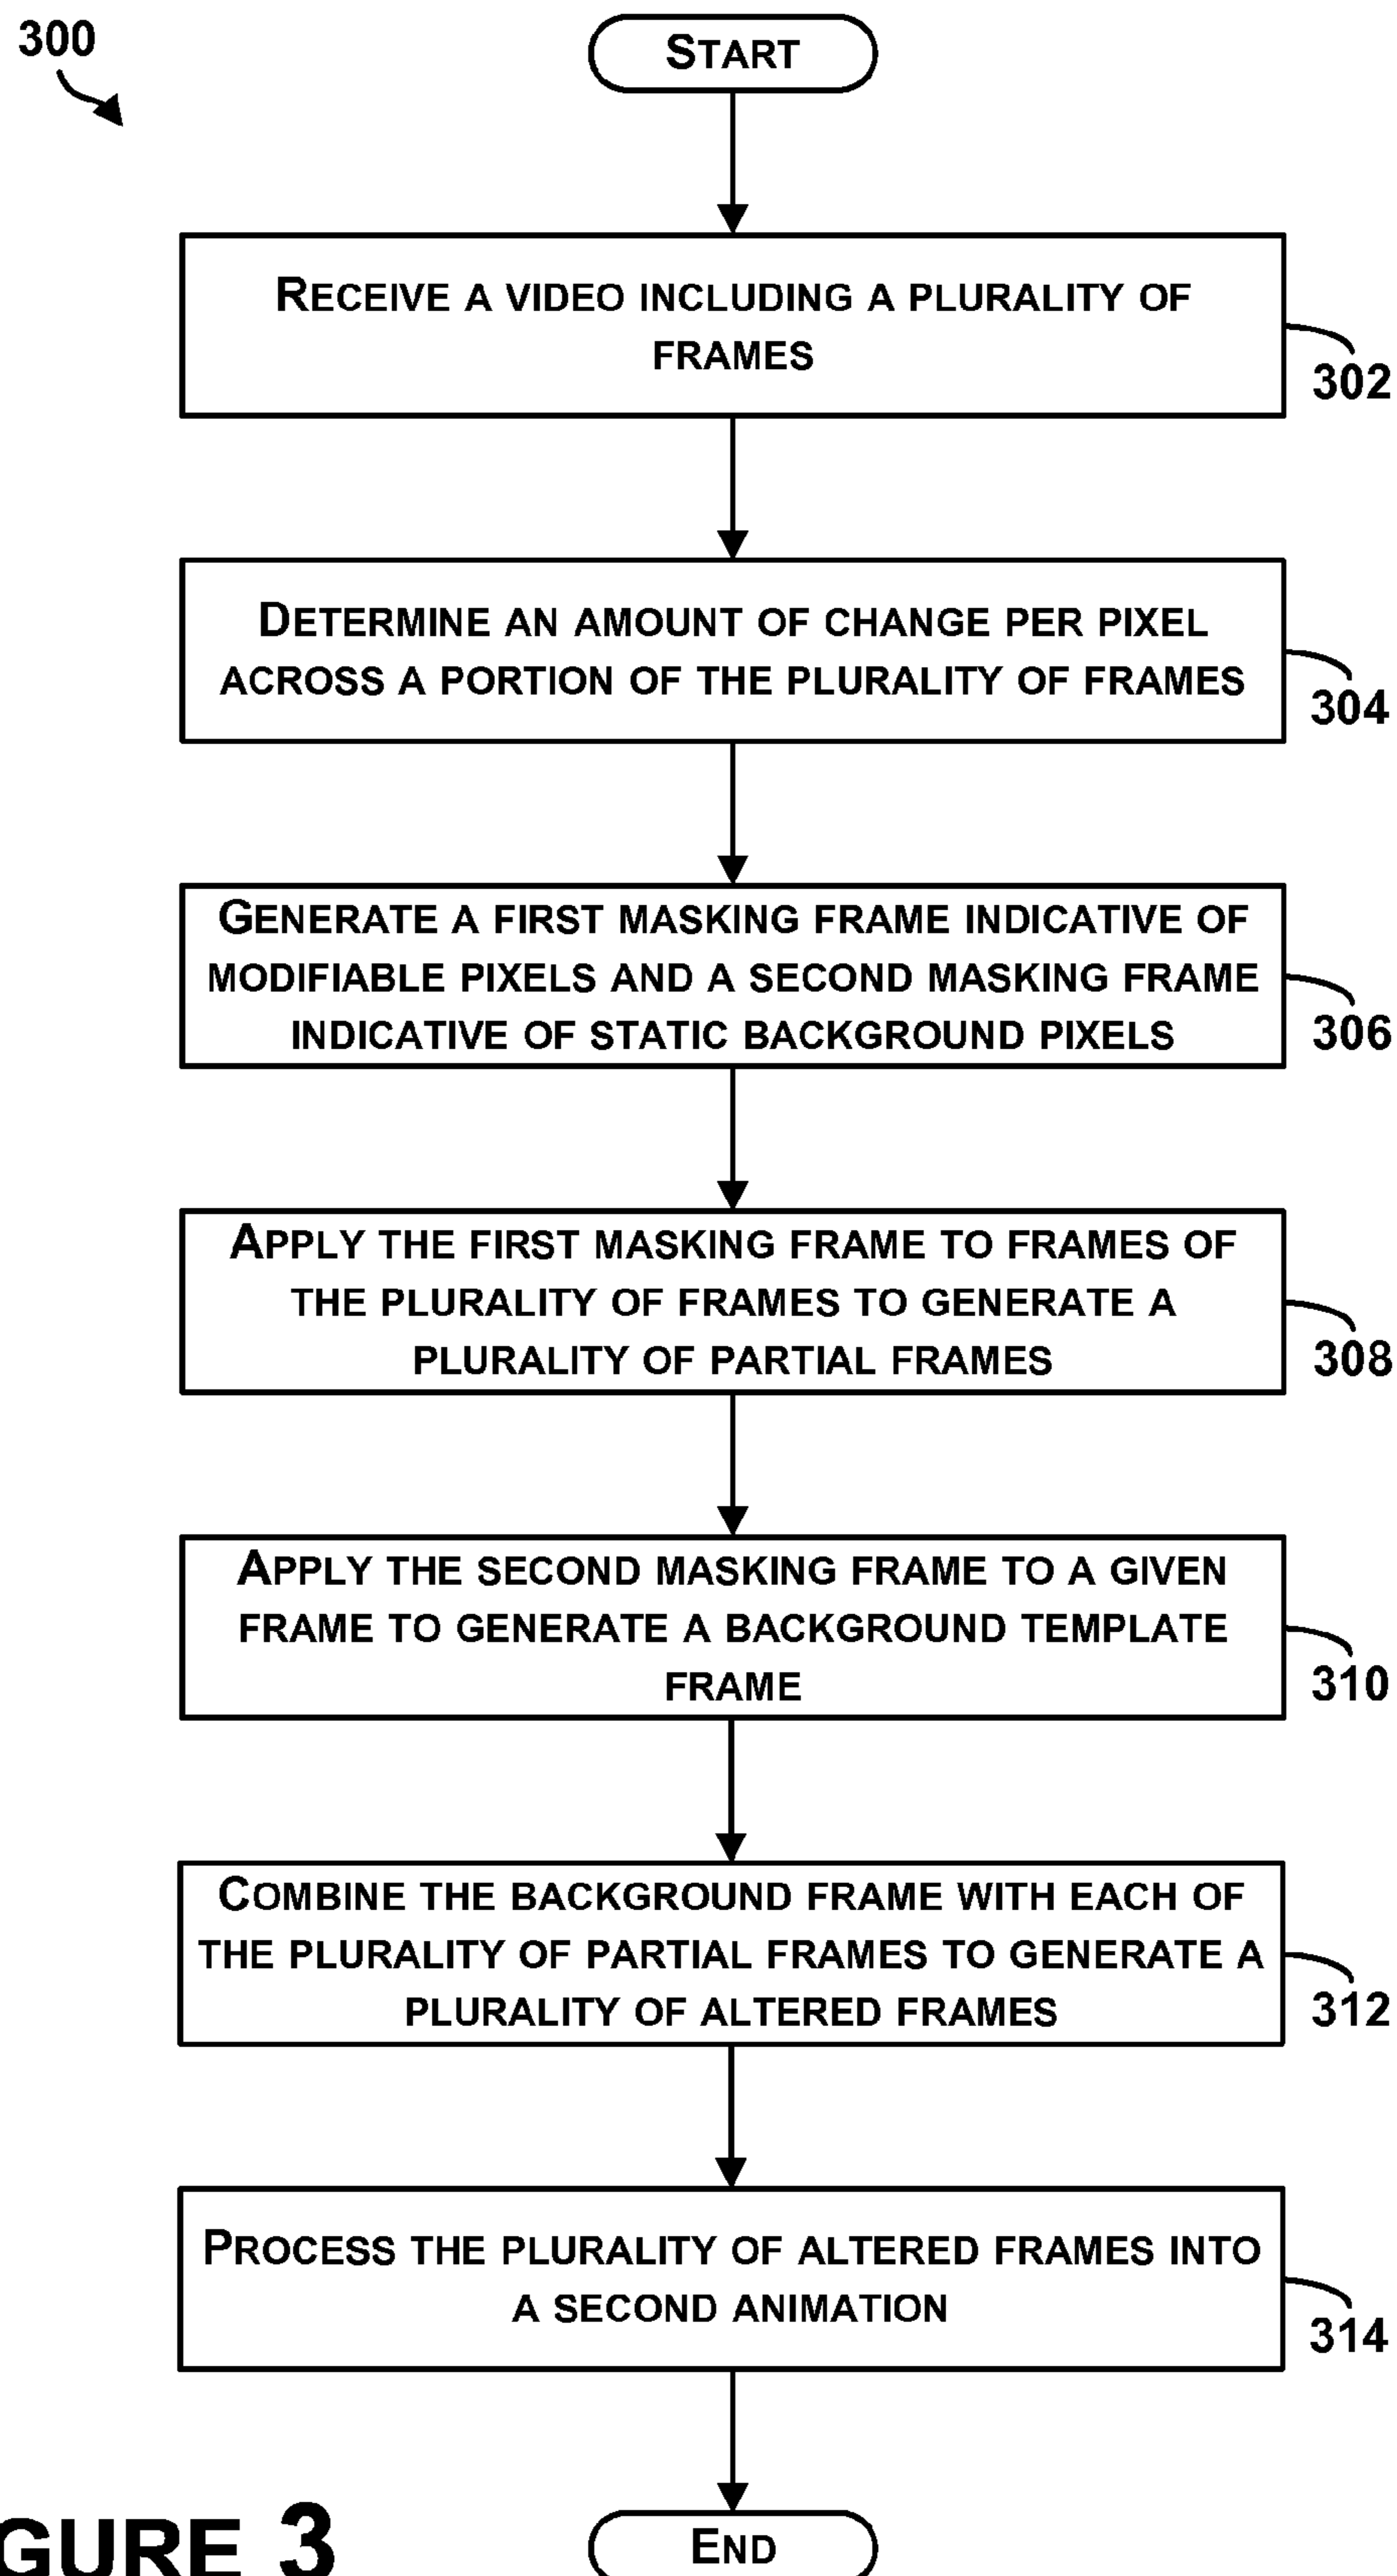 300
START
RECEIVE A VIDEO INCLUDING A PLURALITY OF
FRAMES
302
DETERMINE AN AMOUNT OF CHANGE PER PIXEL
ACROSS A PORTION OF THE PLURALITY OF FRAMES
304
GENERATE A FIRST MASKING FRAME INDICATIVE OF
MODIFIABLE PIXELS AND A SECOND MASKING FRAME
INDICATIVE OF STATIC BACKGROUND PIXELS
306
APPLY THE FIRST MASKING FRAME TO FRAMES OF
THE PLURALITY OF FRAMES TO GENERATE A
PLURALITY OF PARTIAL FRAMES
308
APPLY THE SECOND MASKING FRAME TO A GIVEN
FRAME TO GENERATE A BACKGROUND TEMPLATE
FRAME
310
COMBINE THE BACKGROUND FRAME WITH EACH OF
THE PLURALITY OF PARTIAL FRAMES TO GENERATE A
PLURALITY OF ALTERED FRAMES
312
PROCESS THE PLURALITY OF ALTERED FRAMES INTO
A SECOND ANIMATION
314
END
GURE 3